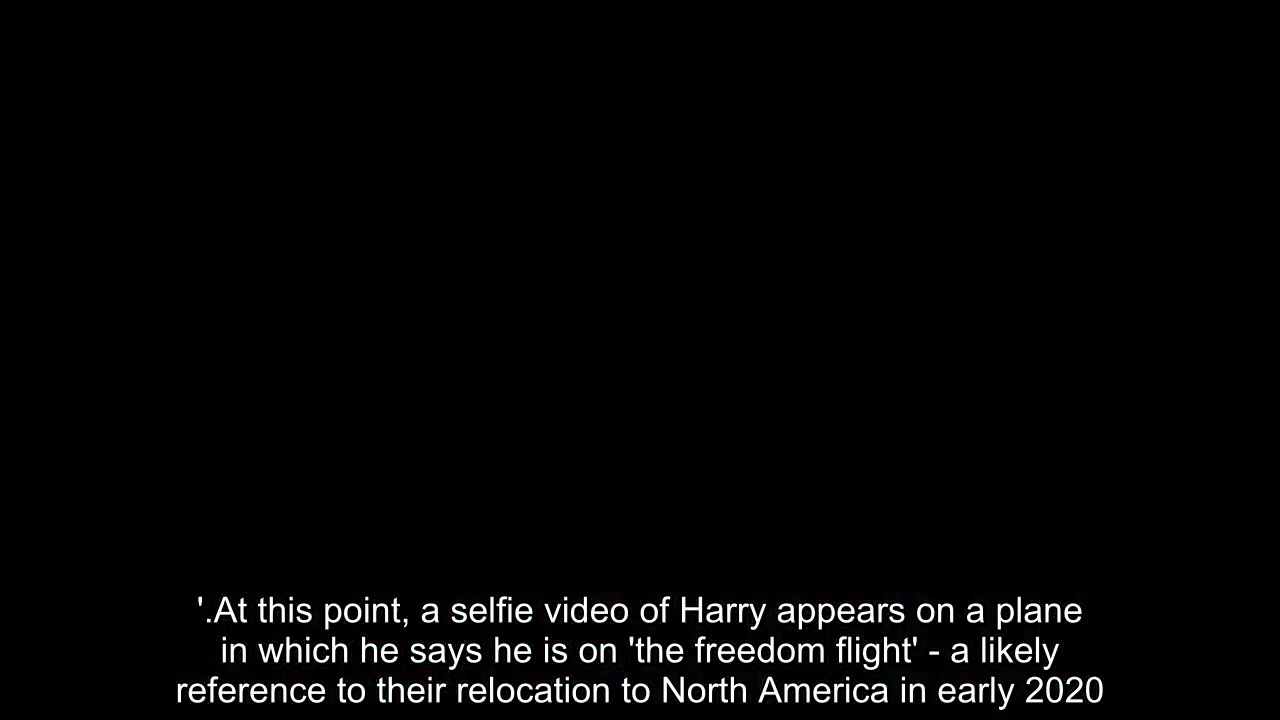 '.At this point, a selfie video of Harry appears on a plane
in which he says he is on 'the freedom flight' - a likely
reference to their relocation to North America in early 2020